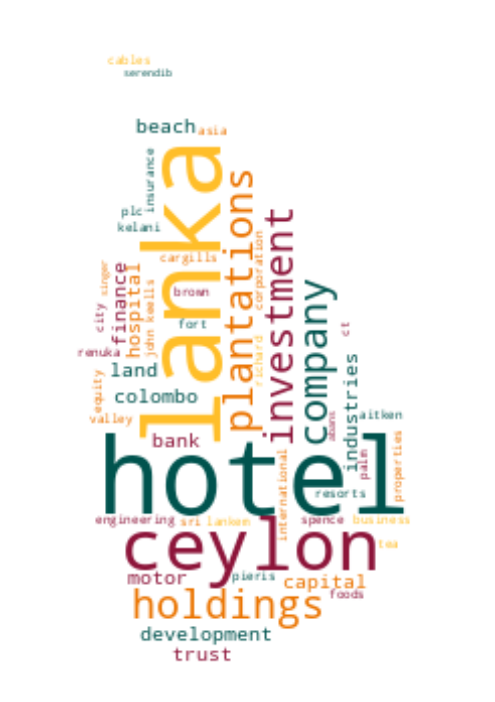 cables
serendib
beach
asia
insurance
lanka
plantations
plc
kelani
investment
corporation
cargills
singer
finance
hospital
john keells
brown
company
city
fort
ct
renuka
richard
land
industries
equity
colombo
valley
abans
aitken
bank
hotel
properties
palm
international
resorts
engineering
sri
lankem
spence
business
ceylon
tea
motor
pieris
capital
holdings
foods
development
trust